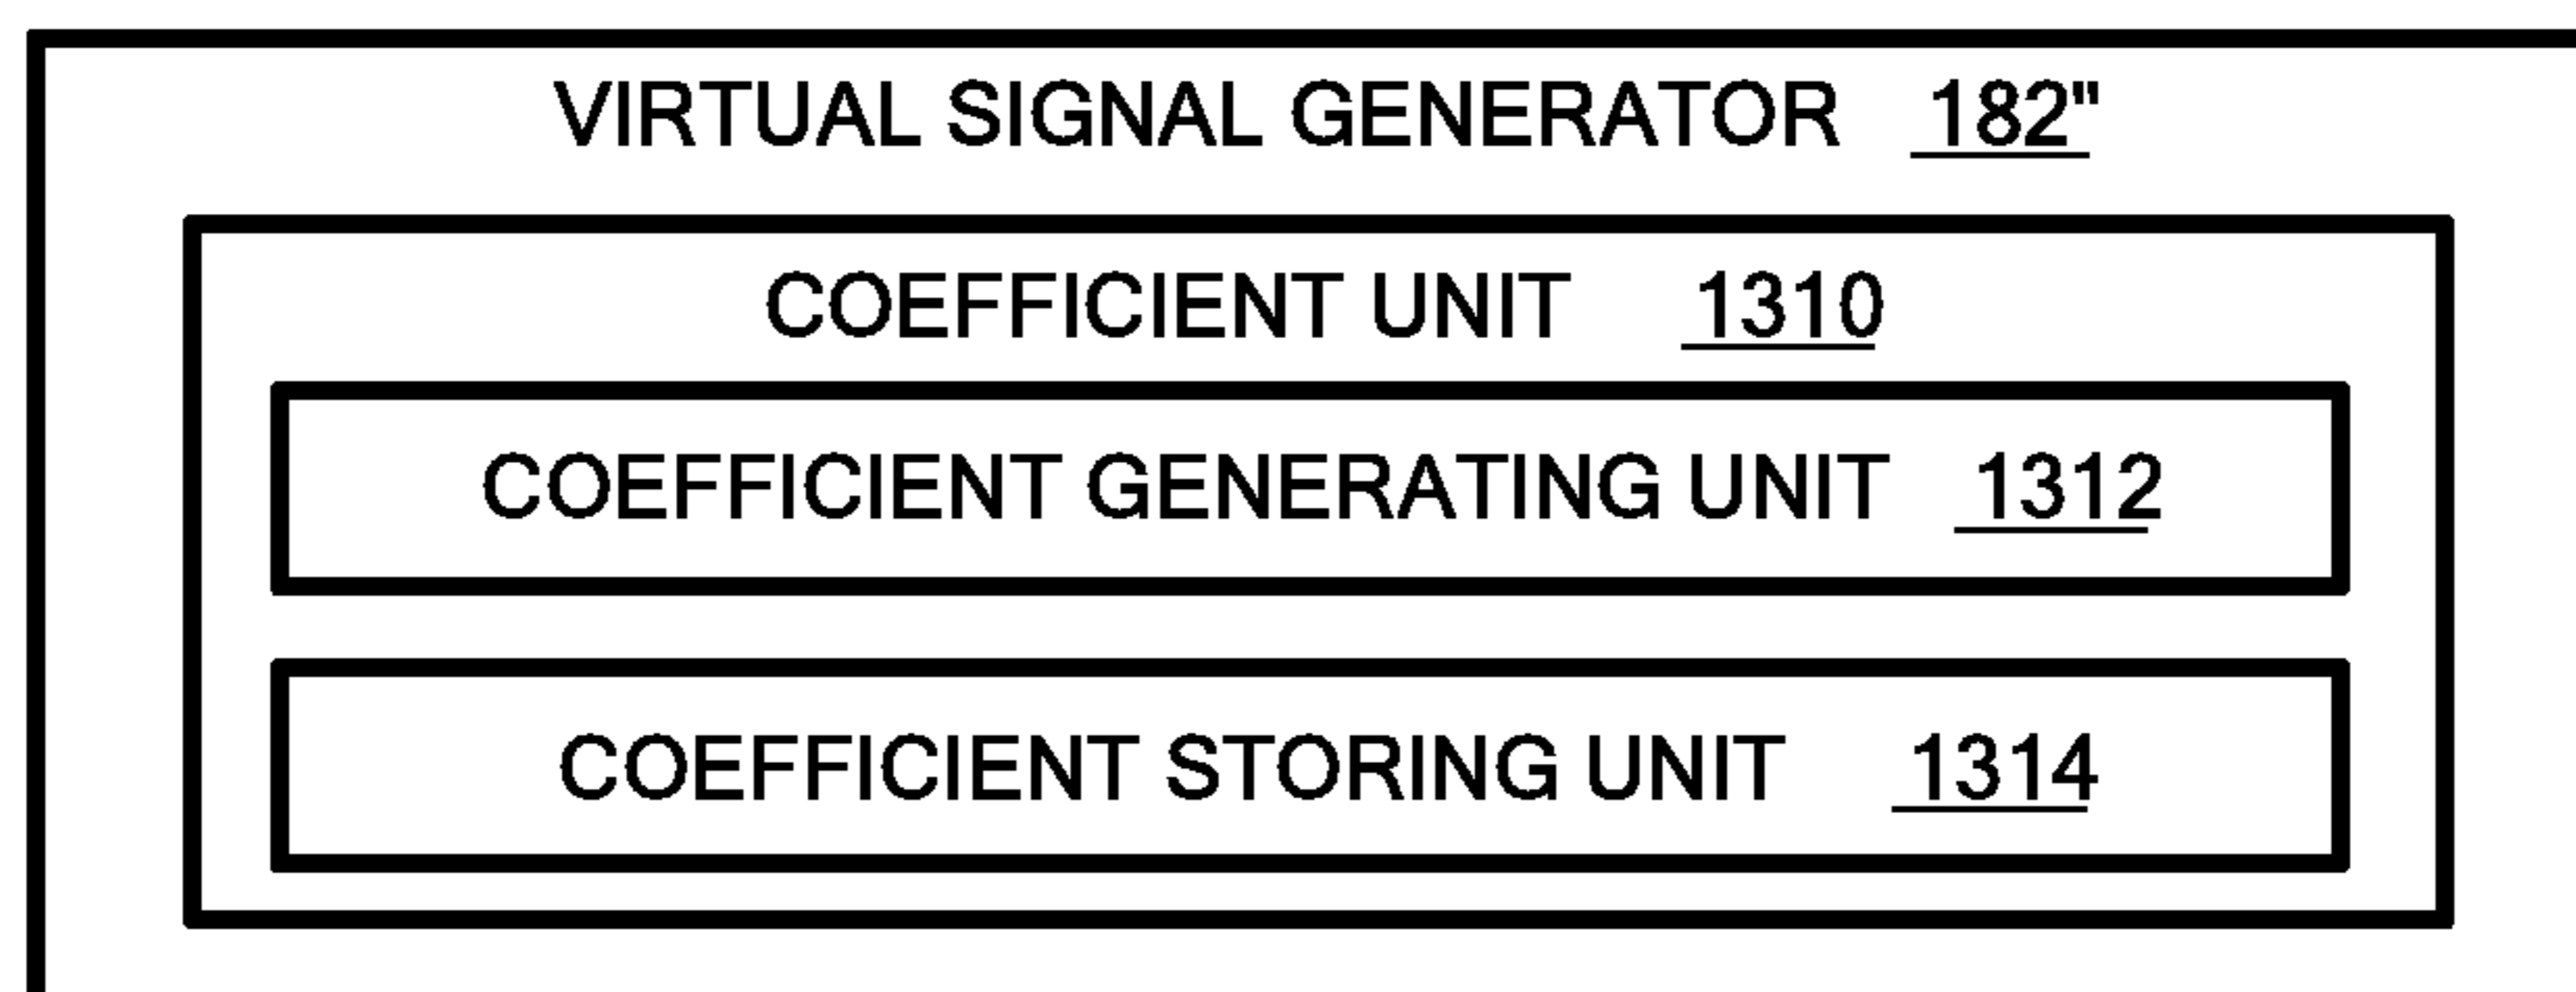 VIRTUAL SIGNAL GENERATOR 182"
COEFFICIENT UNIT 1310
COEFFICIENT GENERATING UNIT 1312
COEFFICIENT STORING UNIT 1314